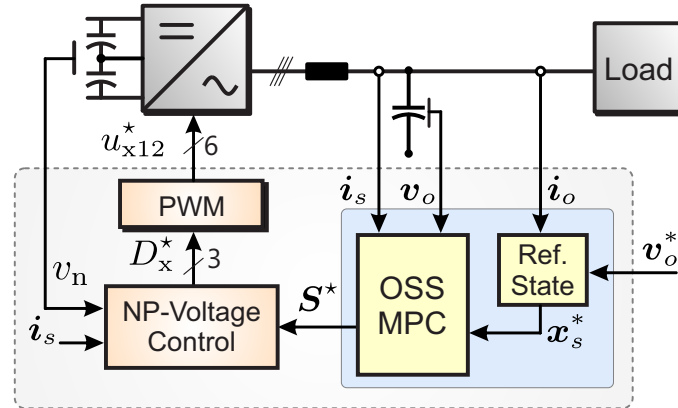 Load
u*x12
6
is
vo
io
PWM
D*x
3
vn
Ref.
State
v*o
OSS
MPC
S*
NP-Voltage
Control
is
x*s